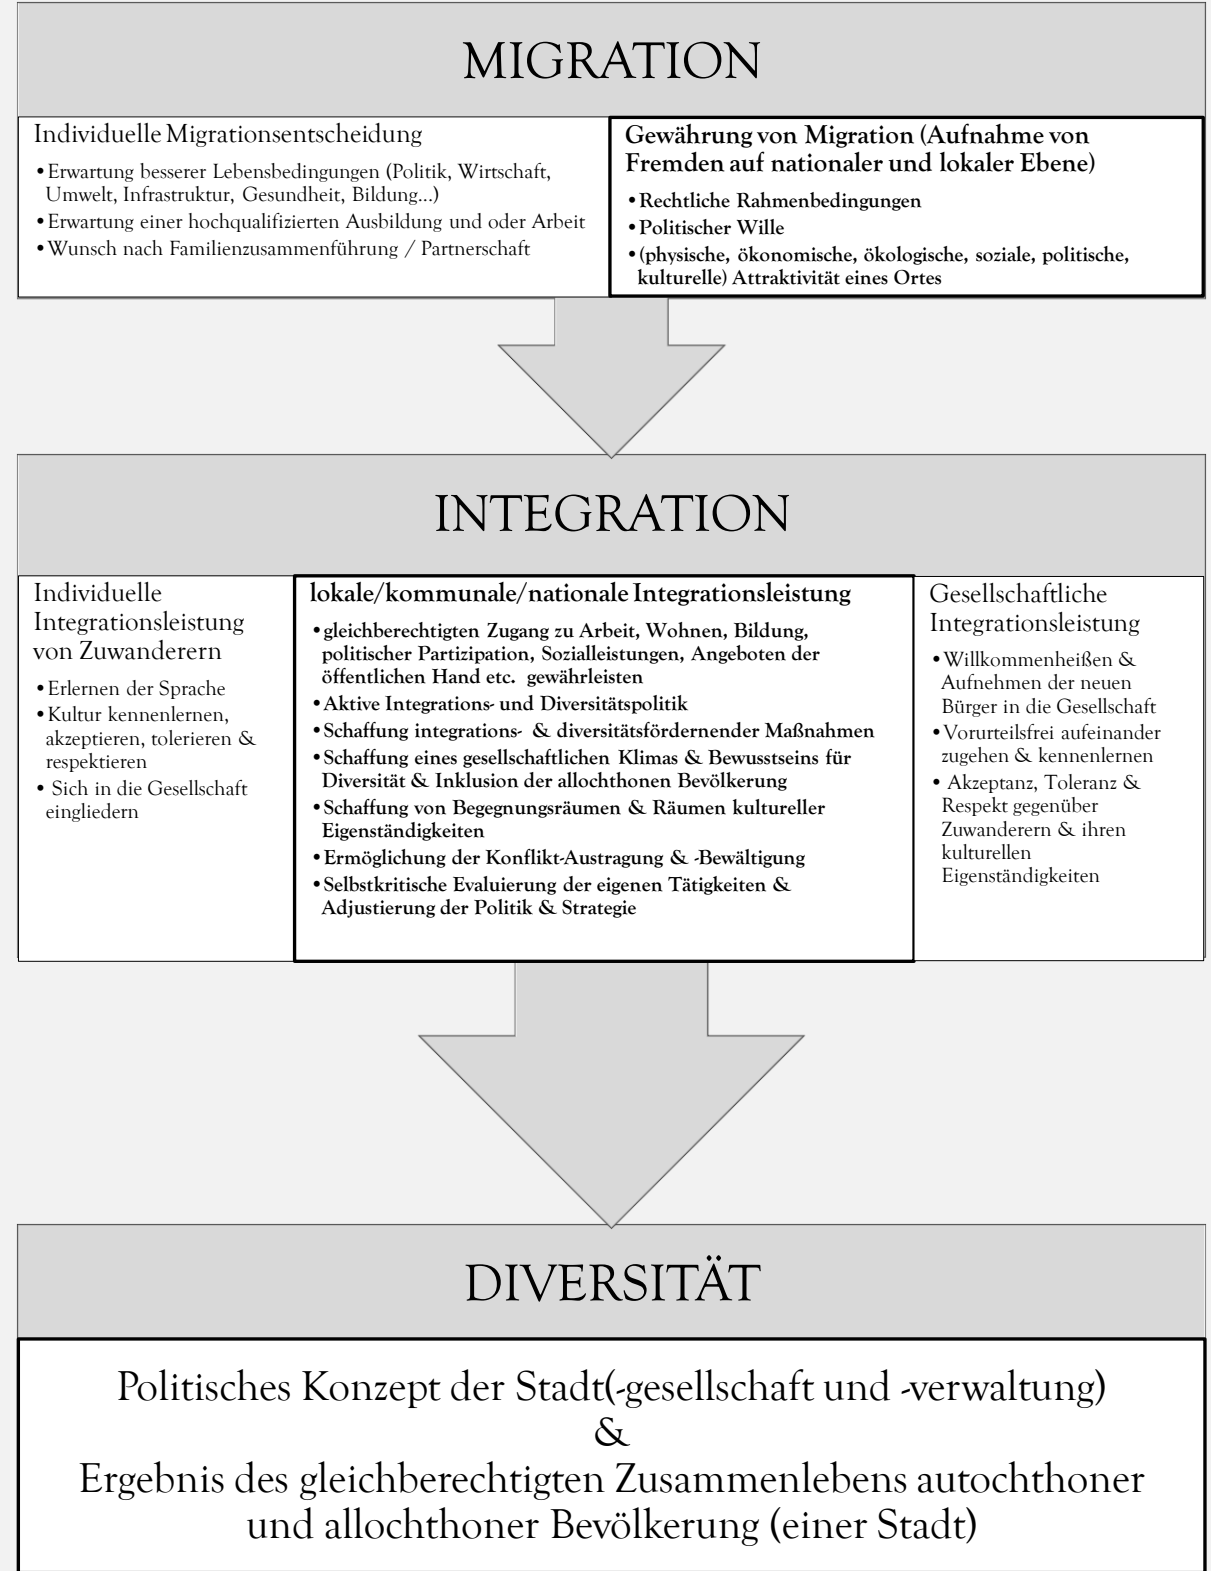 MIGRATION
Individuelle Migrationsentscheidung
•Erwartung besserer Lebensbedingungen (Politik, Wirtschaft,
Umwelt, Infrastruktur, Gesundheit, Bildung...)
•Erwartung einer hochqualifizierten Ausbildung und oder Arbeit
•Wunsch nach Familienzusammenführung / Partnerschaft
Gewährung von Migration (Aufnahme von
Fremden auf nationaler und lokaler Ebene)
•Rechtliche Rahmenbedingungen
•Politischer Wille
•(physische, ökonomische, ökologische, soziale, politische,
kulturelle) Attraktivität eines Ortes
INTEGRATION
Individuelle
Integrationsleistung
von Zuwanderern
•Erlernen der Sprache
•Kultur kennenlernen,
akzeptieren, tolerieren &
respektieren
• Sich in die Gesellschaft
eingliedern
lokale/kommunale/nationale Integrationsleistung
•gleichberechtigten Zugang zu Arbeit, Wohnen, Bildung,
politischer Partizipation, Sozialleistungen, Angeboten der
öffentlichen Hand etc. gewährleisten
•Aktive Integrations- und Diversitätspolitik
•Schaffung integrations- & diversitätsfördernender Maßnahmen
•Schaffung eines gesellschaftlichen Klimas & Bewusstseins für
Diversität & Inklusion der allochthonen Bevölkerung
•Schaffung von Begegnungsräumen & Räumen kultureller
Eigenständigkeiten
•Ermöglichung der Konflikt-Austragung & -Bewältigung
•Selbstkritische Evaluierung der eigenen Tätigkeiten &
Adjustierung der Politik & Strategie
Gesellschaftliche
Integrationsleistung
•Willkommenheißen &
Aufnehmen der neuen
Bürger in die Gesellschaft
•Vorurteilsfrei aufeinander
zugehen & kennenlernen
• Akzeptanz, Toleranz &
Respekt gegenüber
Zuwanderern & ihren
kulturellen
Eigenständigkeiten
DIVERSITÄT
Politisches Konzept der Stadt(-gesellschaft und -verwaltung)
&
Ergebnis des gleichberechtigten Zusammenlebens autochthoner
und allochthoner Bevölkerung (einer Stadt)